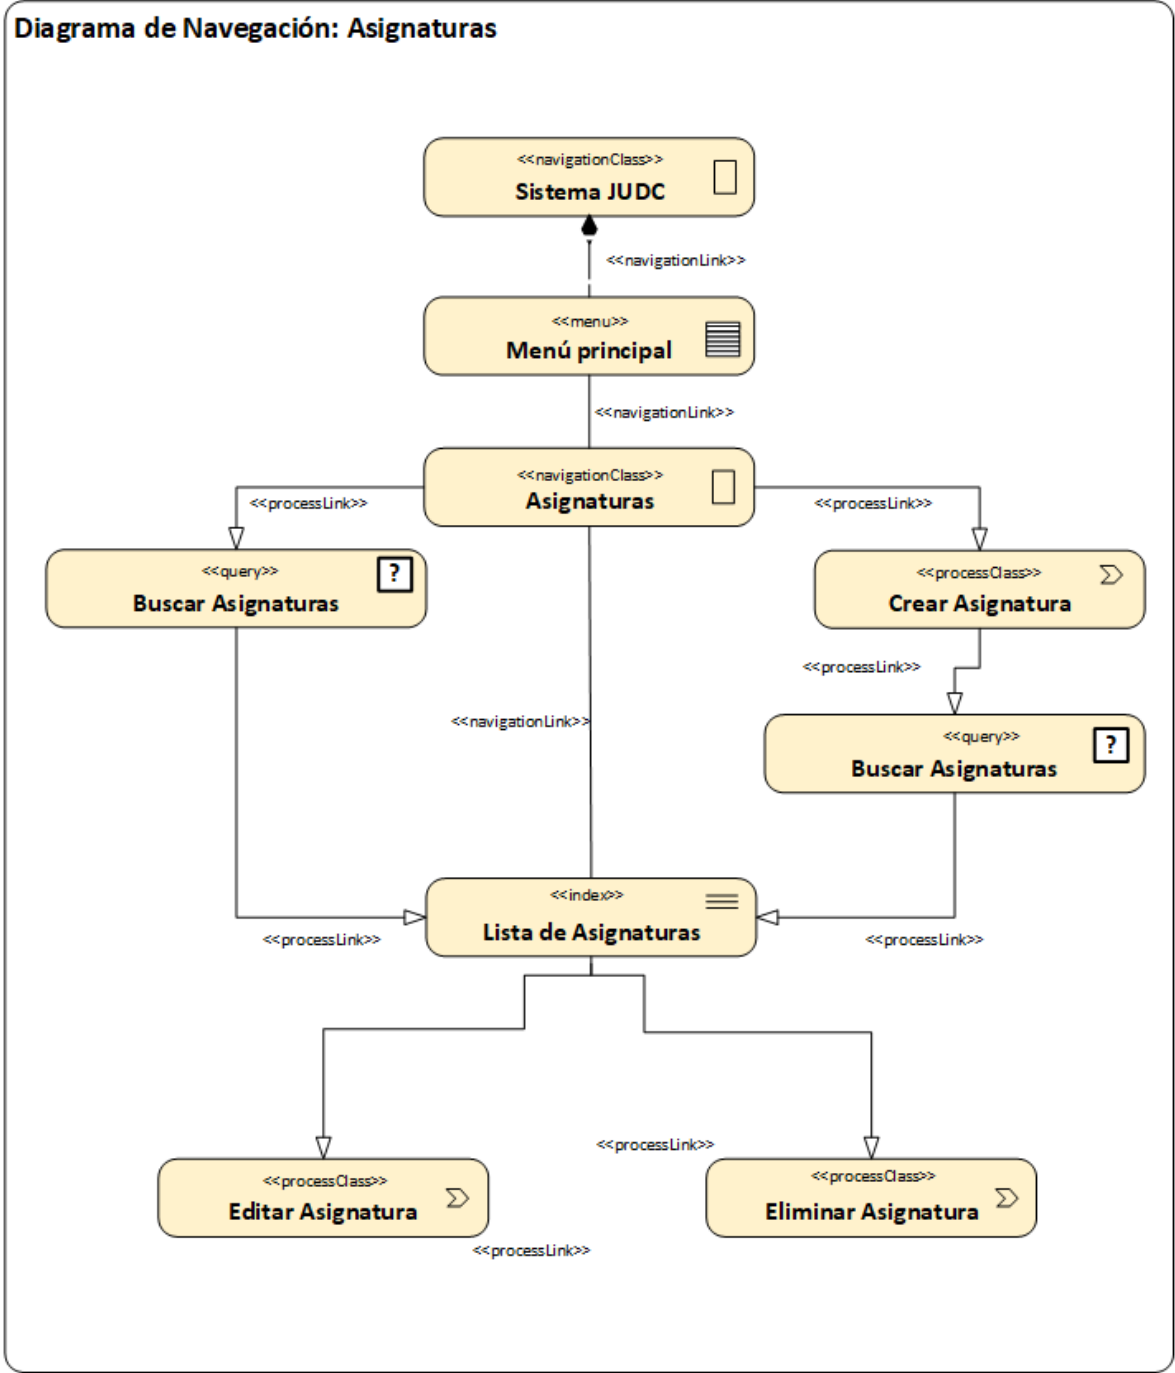 Diagrama de Navegación: Asignaturas
<<navigationClass>>
Sistema JUDC
<<navigationLink>>
<<menu>>
Menú principal
<<navigationLink>>
<<navigationClass>>
Asignaturas
<<processLink>>
<<processLink>>
<<query>>
?
Buscar Asignaturas
<<processClass>>
Crear Asignatura
<<processLink>>
<<query>>
?
Buscar Asignaturas
<<navigationLink>>
<<index>>
Lista de Asignaturas
<<processLink>>
<<processLink>>
<<processLink>>
<<processClass>>
Editar Asignatura
<<processClass>>
Eliminar Asignatura
<<processLink>>